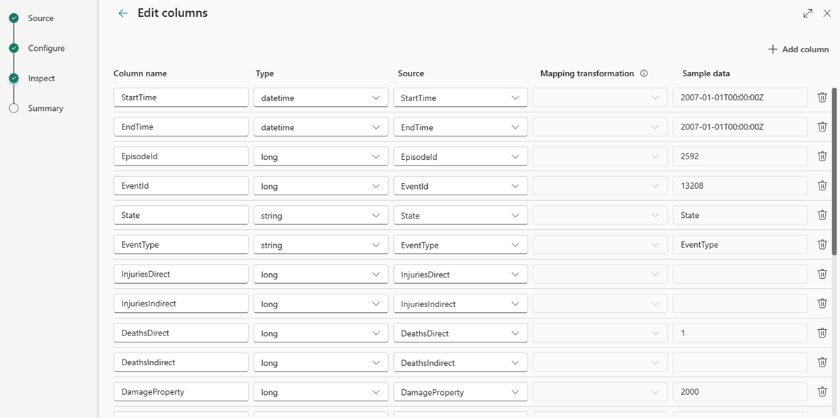 Source
Configure
Inspect
Summary
Edit columns
Add column
Column name Type Source Mapping transformation Sample data
StartTime datetime StartTime 2007-01-01T00:00:00Z
EndTime datetime EndTime 2007-01-01T00:00:00Z
EpisodeId long EpisodeId 2592
EventId long EventId 13208
State string State State
EventType string EventType EventType
InjuriesDirect long InjuriesDirect
InjuriesIndirect long InjuriesIndirect
DeathsDirect long DeathsDirect 1
DeathsIndirect long DeathsIndirect
DamageProperty long DamageProperty 2000